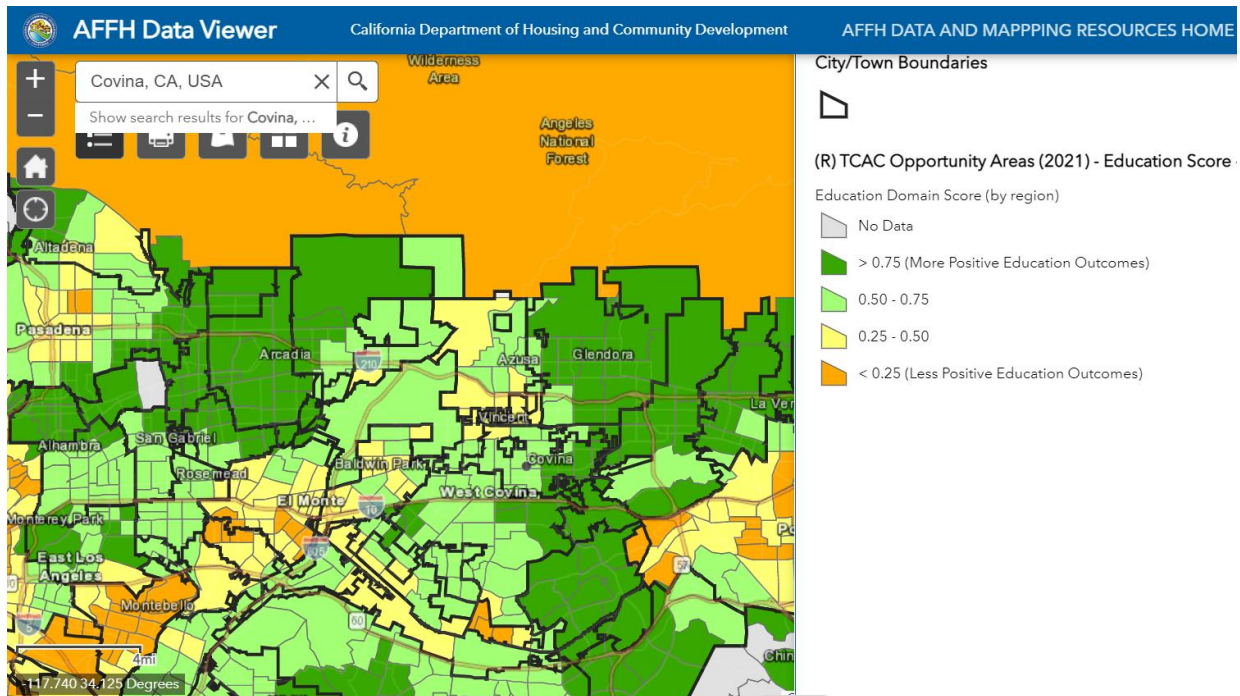 AFFH Data Viewer
California Department of Housing and Community Development
AFFH DATA AND MAPPPING RESOURCES HOME
+
−
Covina, CA, USA
Show search results for Covina, ...
Wilderness
Area
Angeles
National
Forest
Altadena
Pasadena
Arcadia
210
Azusa
Glendora
La Ver
Vincent
Alhambra
San Gabriel
Rosemead
Baldwin Park
Covina
El Monte
West Covina
10
Monterey Park
605
East Los
Angeles
57
Montebello
60
5
Chin
4mi
-117.740 34.125 Degrees
City/Town Boundaries
(R) TCAC Opportunity Areas (2021) - Education Score -
Education Domain Score (by region)
No Data
> 0.75 (More Positive Education Outcomes)
0.50 - 0.75
0.25 - 0.50
< 0.25 (Less Positive Education Outcomes)